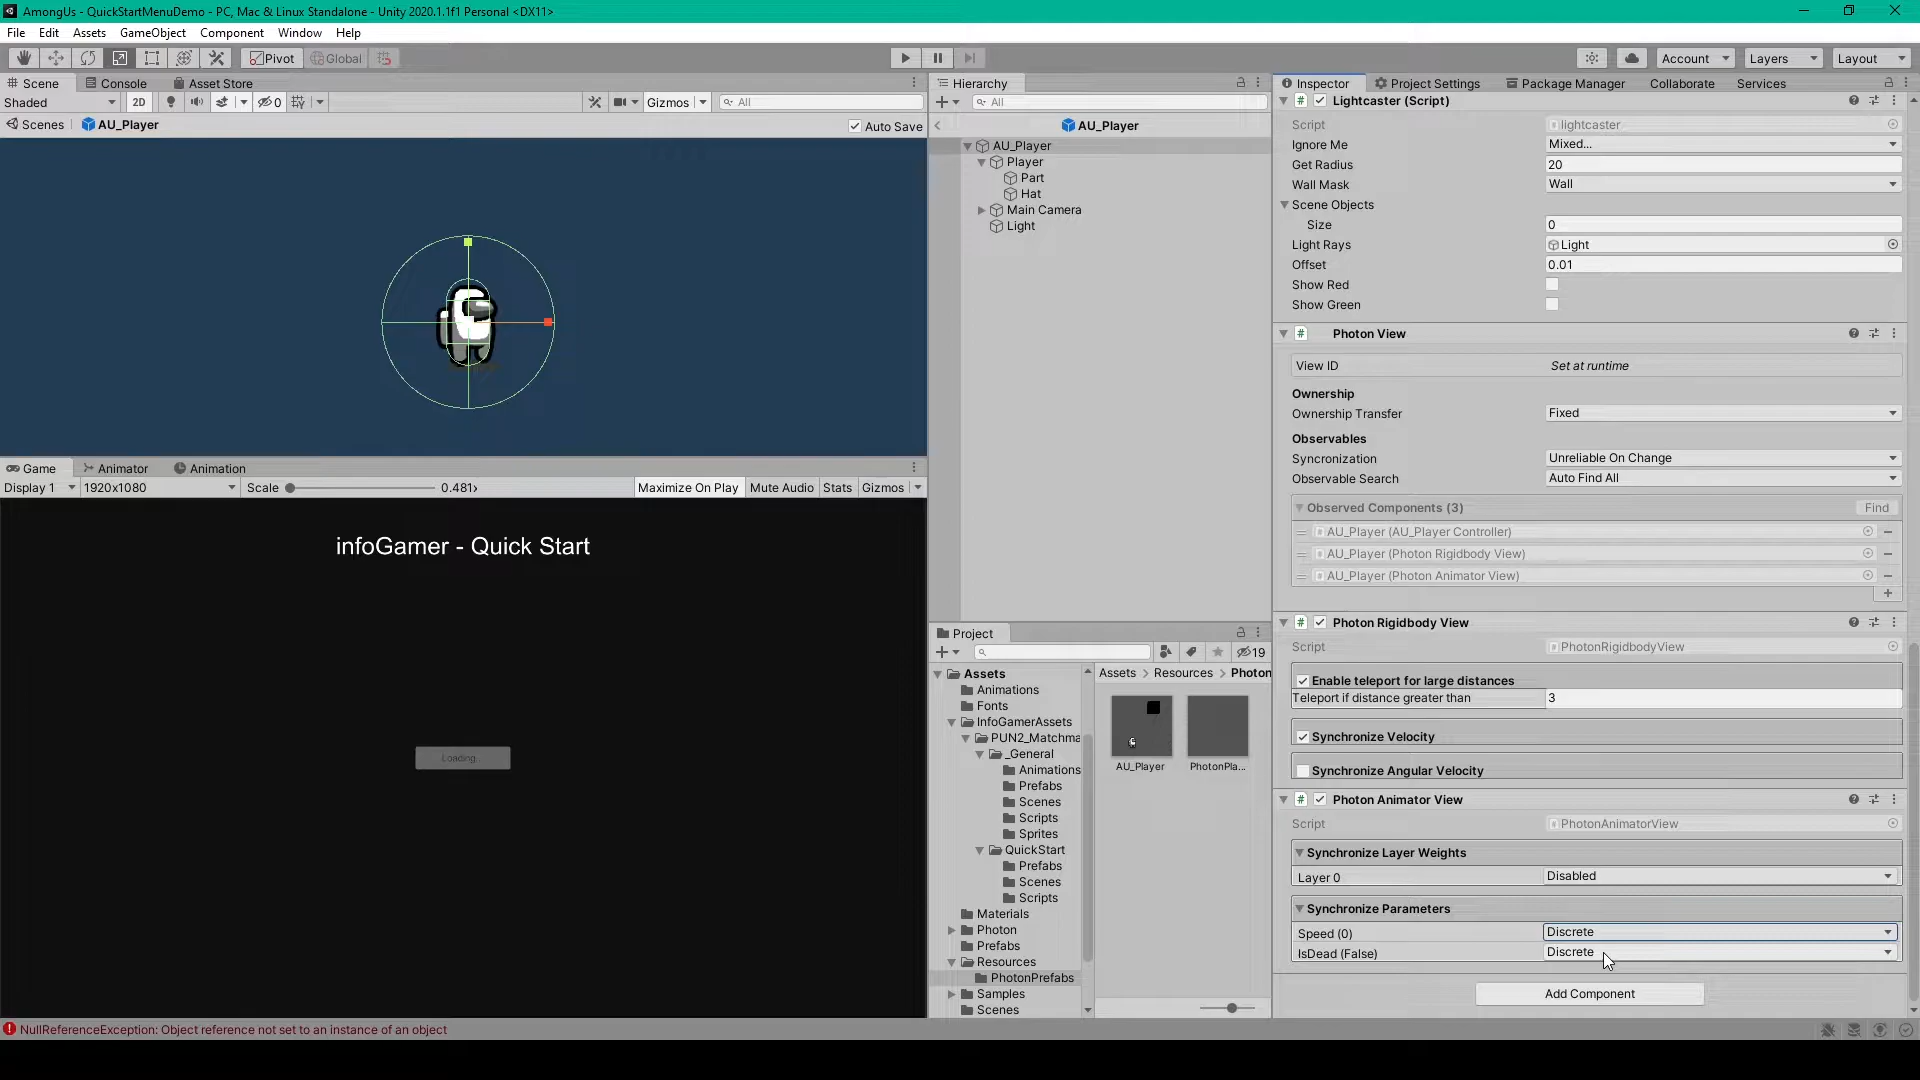 AmongUs - QuickStartMenuDemo - PC, Mac & Linux Standalone - Unity 2020.1.1f1 Personal <DX11>
File Edit Assets GameObject Component Window Help
Pivot Global Account Layers Layout
Scene Console Asset Store
Shaded 2D Gizmos All
Scenes AU_Player Auto Save
Game Animator Animation
Display 1 1920x1080 Scale 0.481x Maximize On Play Mute Audio Stats Gizmos
infoGamer - Quick Start
Loading...
Hierarchy
All
AU_Player
AU_Player
Player
Part
Hat
Main Camera
Light
Project
19
Assets
Animations
Fonts
InfoGamerAssets
PUN2_Matchma
_General
Animations
Prefabs
Scenes
Scripts
Sprites
QuickStart
Prefabs
Scenes
Scripts
Materials
Photon
Prefabs
Resources
PhotonPrefabs
Samples
Scenes
Assets > Resources > Photon
AU_Player PhotonPla...
Inspector Project Settings Package Manager Collaborate Services
Lightcaster (Script)
Script lightcaster
Ignore Me Mixed...
Get Radius 20
Wall Mask Wall
Scene Objects
Size 0
Light Rays Light
Offset 0.01
Show Red
Show Green
Photon View
View ID Set at runtime
Ownership
Ownership Transfer Fixed
Observables
Syncronization Unreliable On Change
Observable Search Auto Find All
Observed Components (3) Find
AU_Player (AU_Player Controller)
AU_Player (Photon Rigidbody View)
AU_Player (Photon Animator View)
Photon Rigidbody View
Script PhotonRigidbodyView
Enable teleport for large distances
Teleport if distance greater than 3
Synchronize Velocity
Synchronize Angular Velocity
Photon Animator View
Script PhotonAnimatorView
Synchronize Layer Weights
Layer 0 Disabled
Synchronize Parameters
Speed (0) Discrete
IsDead (False) Discrete
Add Component
NullReferenceException: Object reference not set to an instance of an object